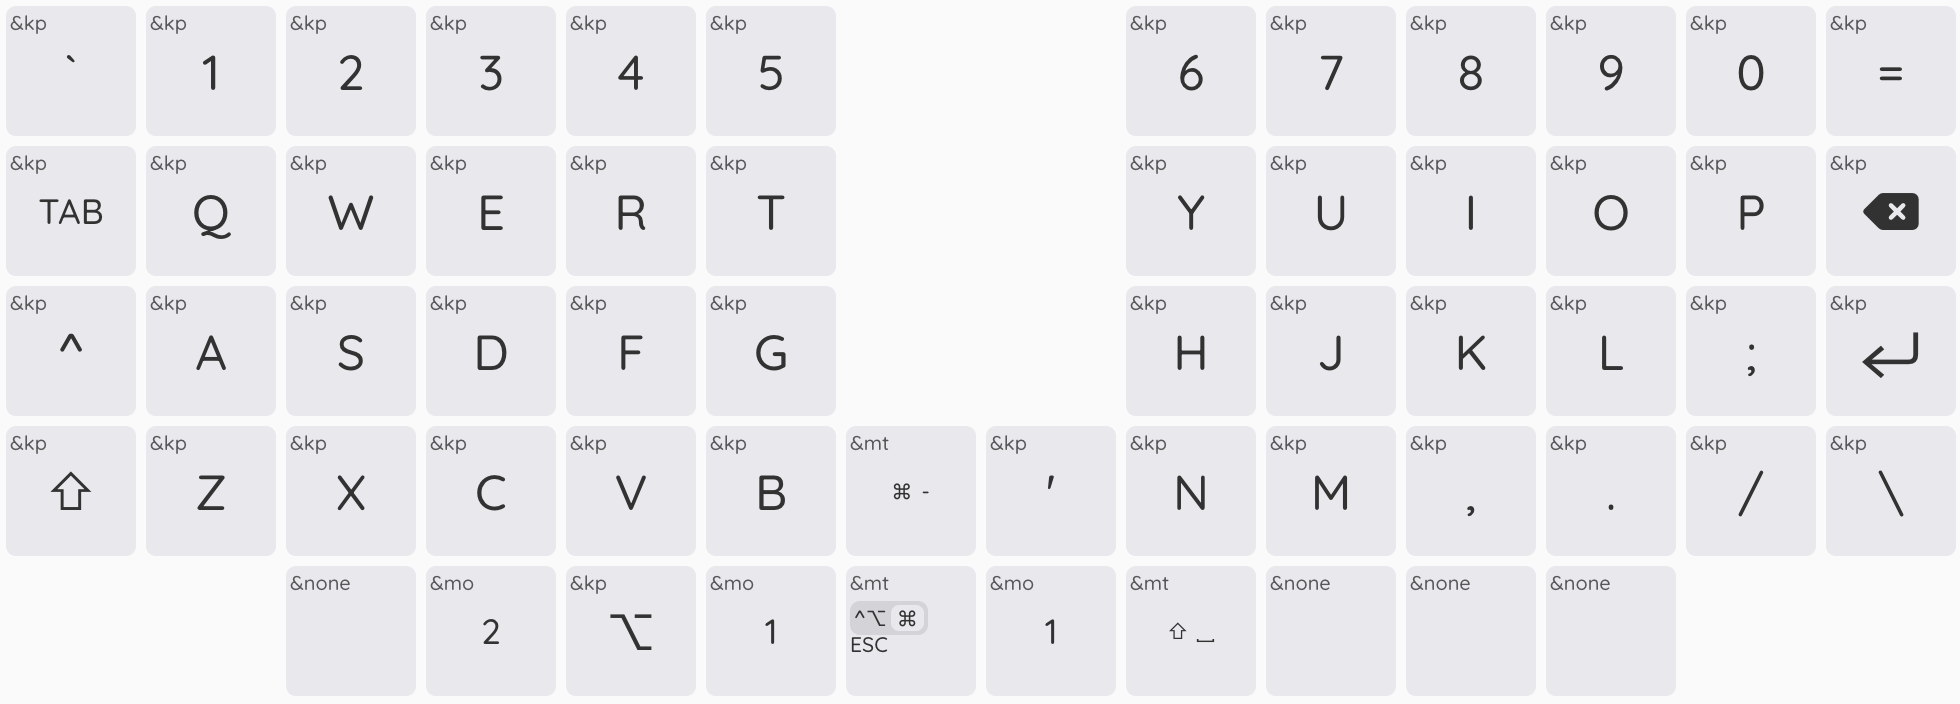 &kp &kp &kp &kp &kp &kp &kp &kp &kp &kp &kp &kp
` 1 2 3 4 5 6 7 8 9 0 =
&kp &kp &kp &kp &kp &kp &kp &kp &kp &kp &kp &kp
TAB Q W E R T Y U I O P ⌫
&kp &kp &kp &kp &kp &kp &kp &kp &kp &kp &kp &kp
^ A S D F G H J K L ; ↵
&kp &kp &kp &kp &kp &kp &mt &kp &kp &kp &kp &kp &kp &kp
⇧ Z X C V B ⌘ - ' N M , . / \
&none &mo &kp &mo &mt &mo &mt &none &none &none
2 ⌥ 1 ^⌥ ⌘ 1 ⇧ ⎵
ESC